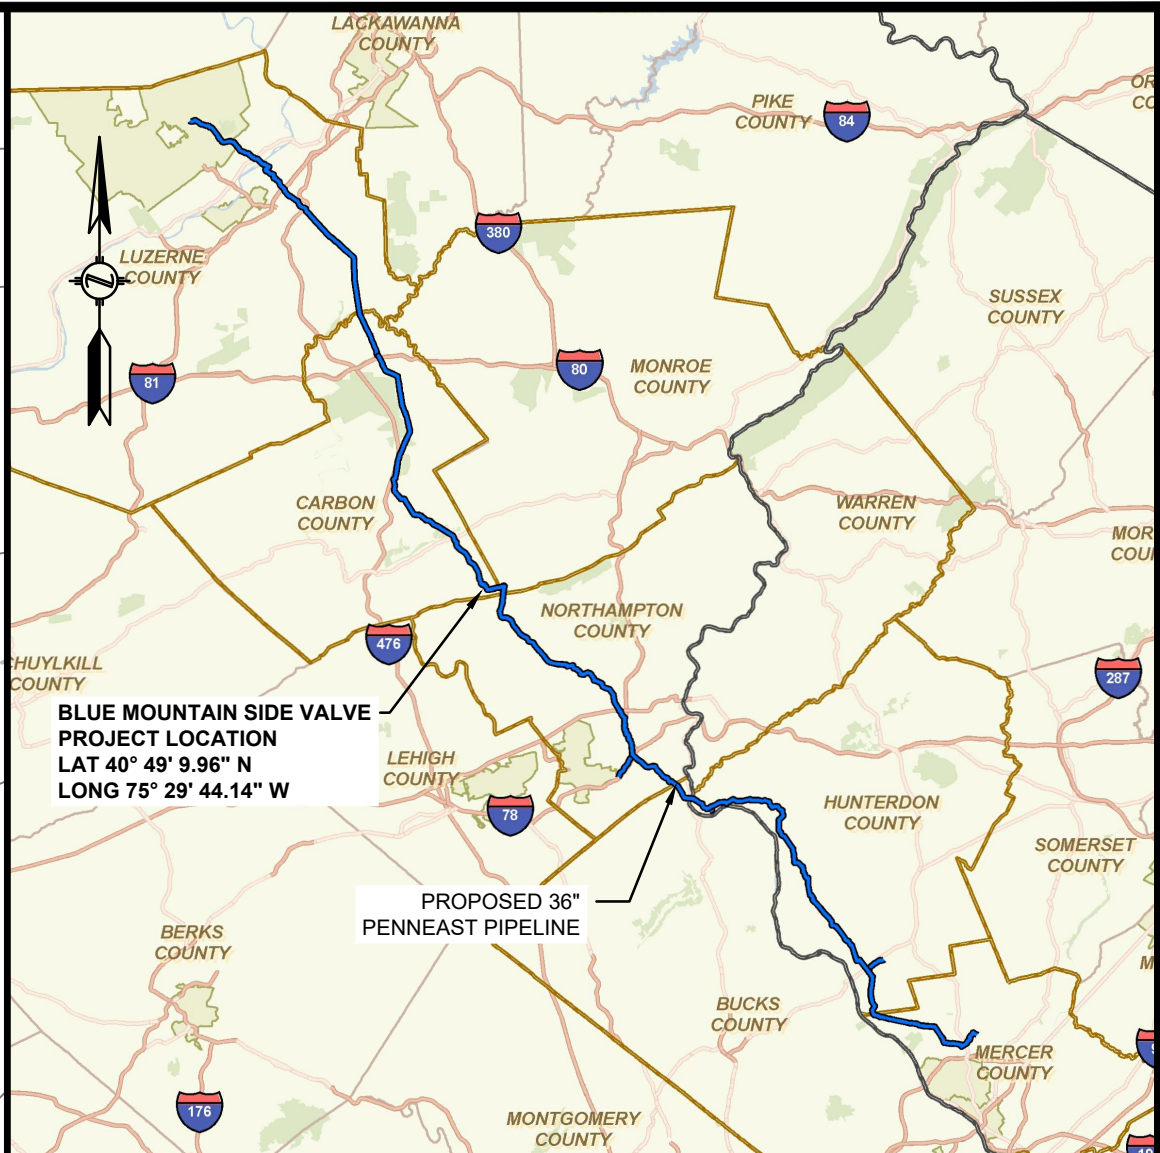 LACKAWANNA
COUNTY
PIKE
COUNTY
84
380
LUZERNE
COUNTY
SUSSEX
COUNTY
81
80
MONROE
COUNTY
CARBON
COUNTY
WARREN
COUNTY
MOR
NORTHAMPTON
COUNTY
476
CHUYLKILL
COUNTY
287
BLUE MOUNTAIN SIDE VALVE
PROJECT LOCATION
LAT 40° 49' 9.96" N
LONG 75° 29' 44.14" W
LEHIGH
COUNTY
78
HUNTERDON
COUNTY
SOMERSET
COUNTY
PROPOSED 36"
PENNEAST PIPELINE
BERKS
COUNTY
BUCKS
COUNTY
MERCER
COUNTY
176
MONTGOMERY
COUNTY